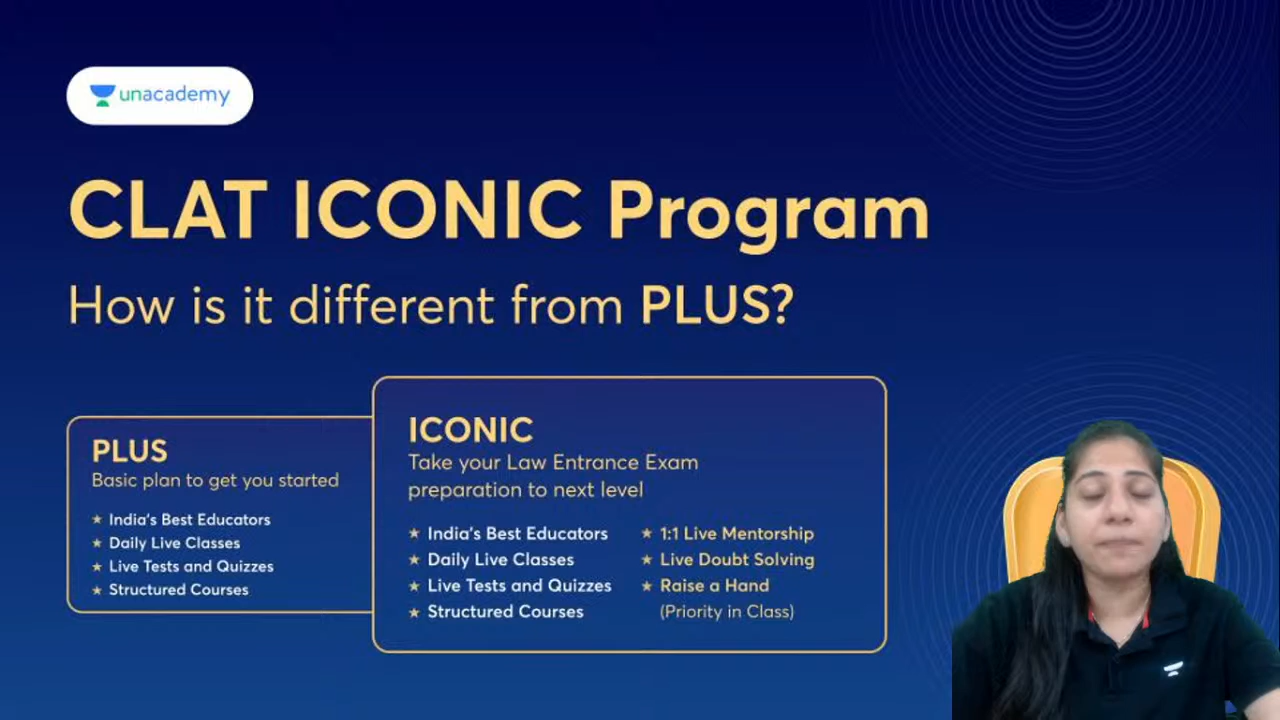 unacademy
CLAT ICONIC Program
How is it different from PLUS?
PLUS
Basic plan to get you started
★ India's Best Educators
★ Daily Live Classes
★ Live Tests and Quizzes
★ Structured Courses
ICONIC
Take your Law Entrance Exam
preparation to next level
★ India's Best Educators
★ Daily Live Classes
★ Live Tests and Quizzes
★ Structured Courses
★ 1:1 Live Mentorship
★ Live Doubt Solving
★ Raise a Hand
(Priority in Class)